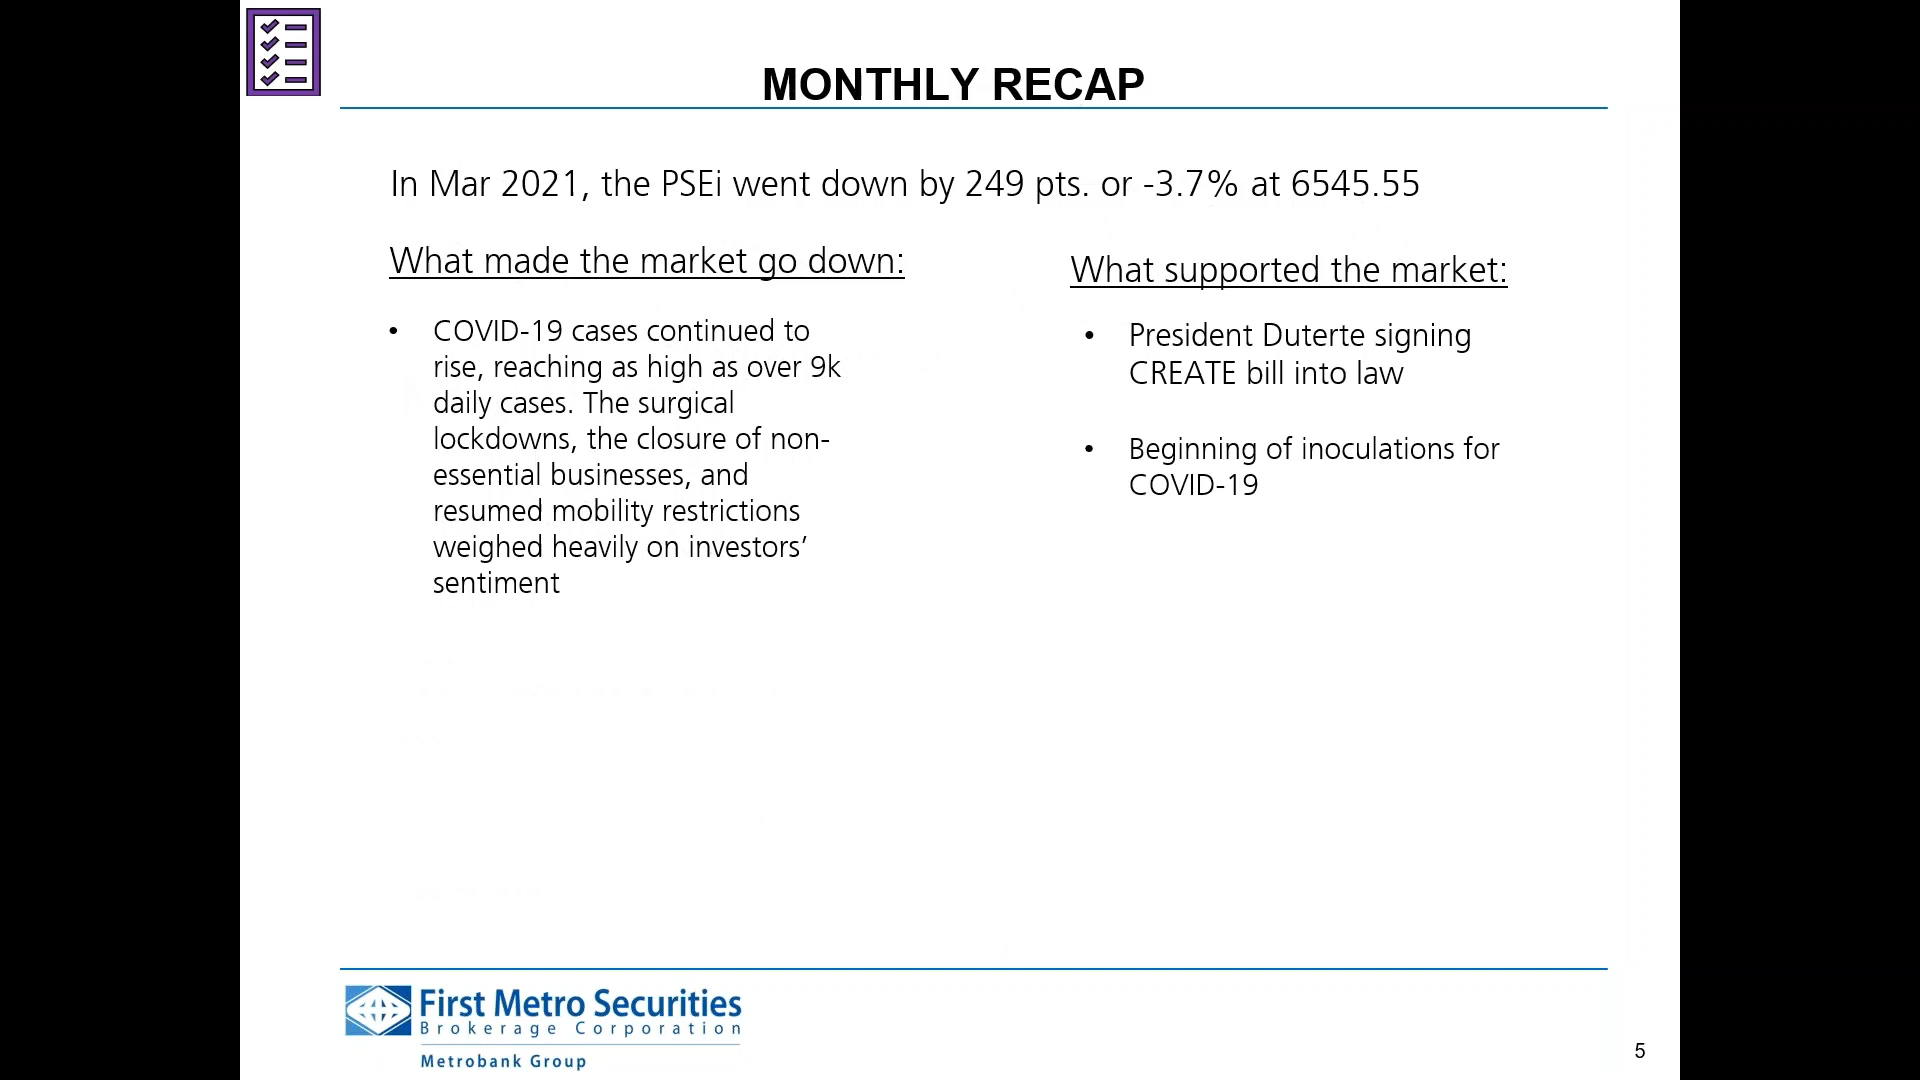 MONTHLY RECAP
In Mar 2021, the PSEi went down by 249 pts. or -3.7% at 6545.55
What made the market go down:
• COVID-19 cases continued to
rise, reaching as high as over 9k
daily cases. The surgical
lockdowns, the closure of non-
essential businesses, and
resumed mobility restrictions
weighed heavily on investors’
sentiment
What supported the market:
• President Duterte signing
CREATE bill into law
• Beginning of inoculations for
COVID-19
First Metro Securities
Brokerage Corporation
Metrobank Group
5